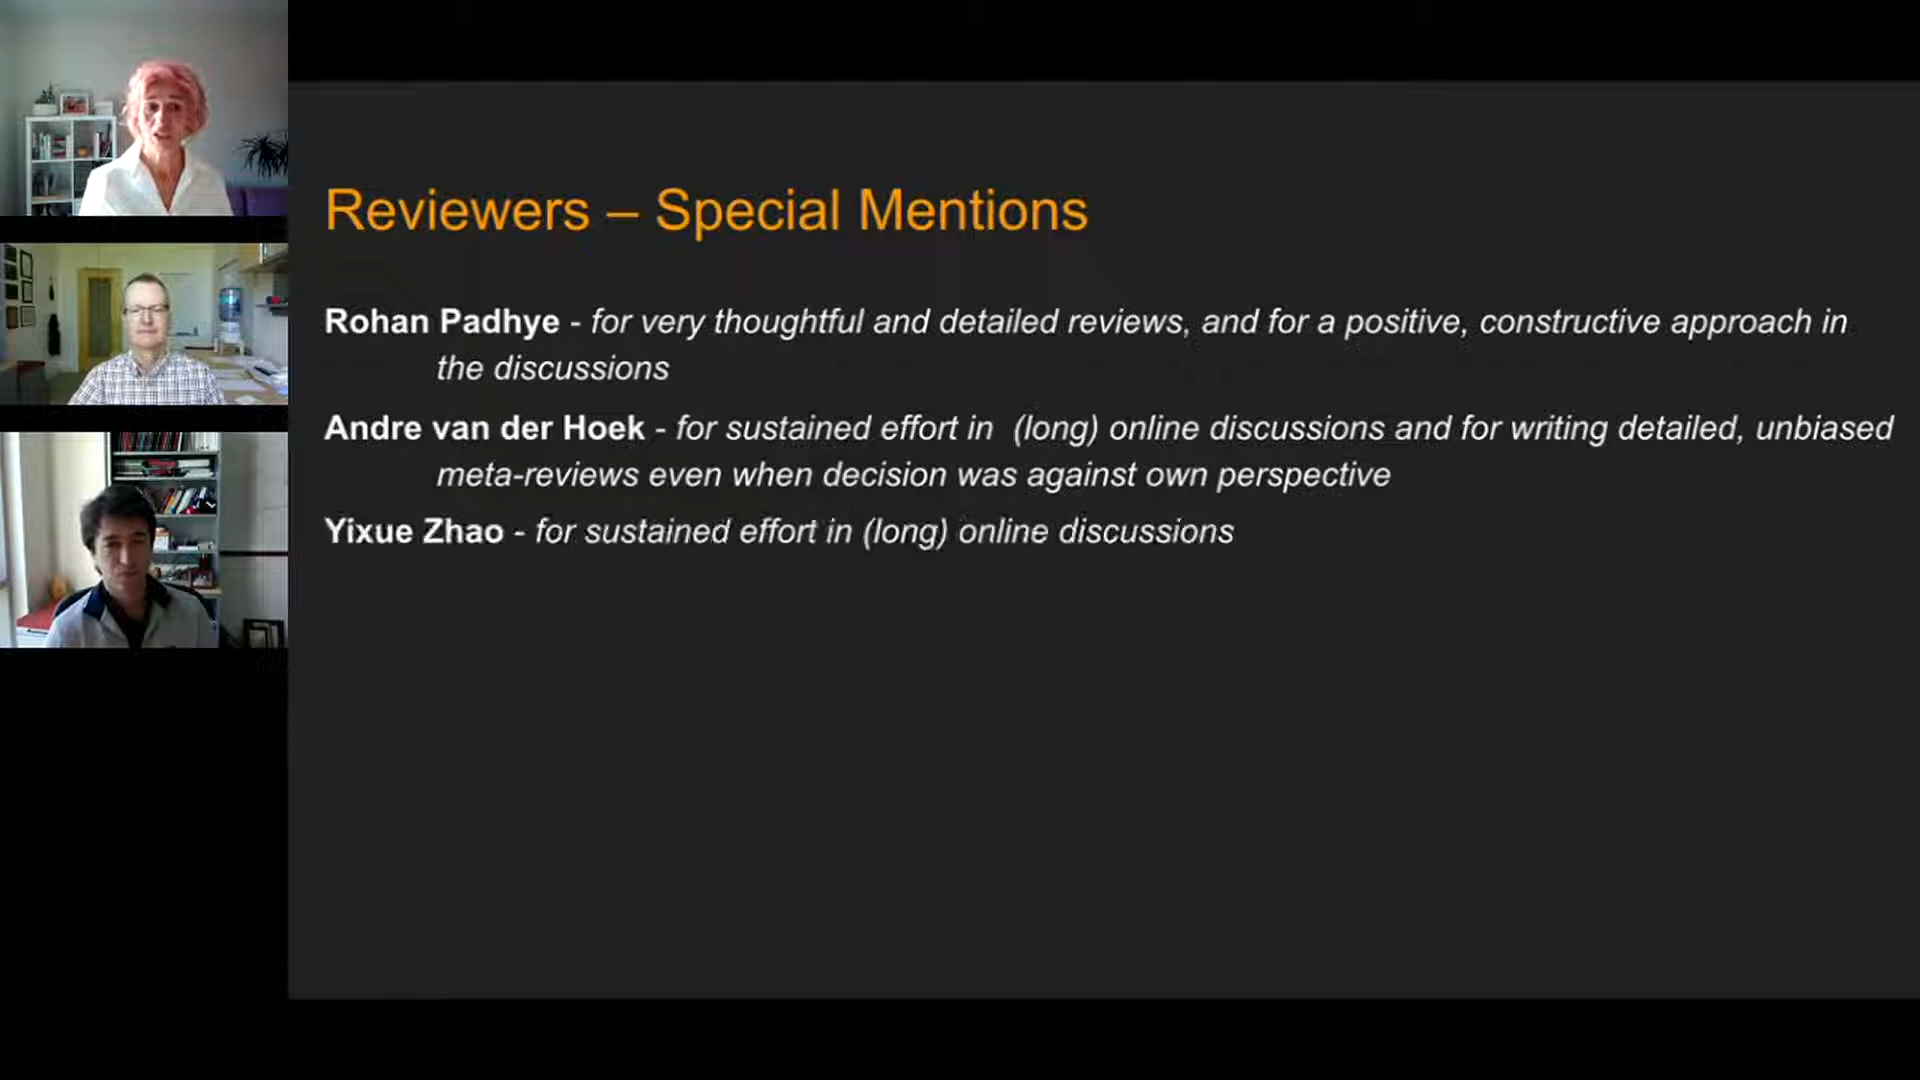 Reviewers – Special Mentions
Rohan Padhye - for very thoughtful and detailed reviews, and for a positive, constructive approach in
the discussions
Andre van der Hoek - for sustained effort in (long) online discussions and for writing detailed, unbiased
meta-reviews even when decision was against own perspective
Yixue Zhao - for sustained effort in (long) online discussions